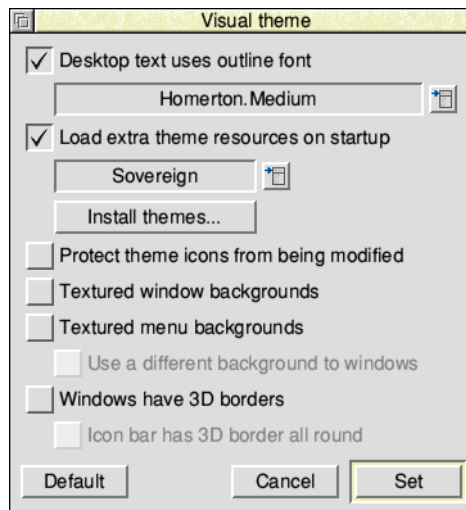 Visual theme
Desktop text uses outline font
Homerton.Medium
Load extra theme resources on startup
Sovereign
Install themes...
Protect theme icons from being modified
Textured window backgrounds
Textured menu backgrounds
Use a different background to windows
Windows have 3D borders
Icon bar has 3D border all round
Default Cancel Set